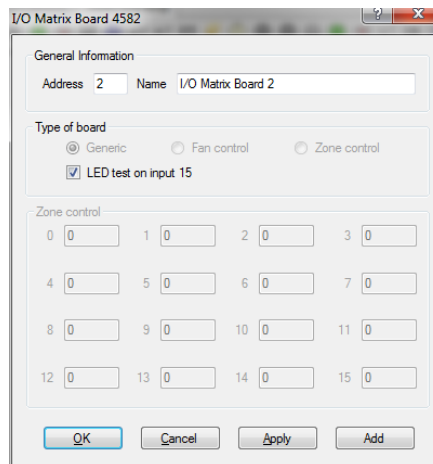 I/O Matrix Board 4582 ? X
General Information
Address 2 Name I/O Matrix Board 2
Type of board
Generic Fan control Zone control
LED test on input 15
Zone control
0 0 1 0 2 0 3 0
4 0 5 0 6 0 7 0
8 0 9 0 10 0 11 0
12 0 13 0 14 0 15 0
OK Cancel Apply Add